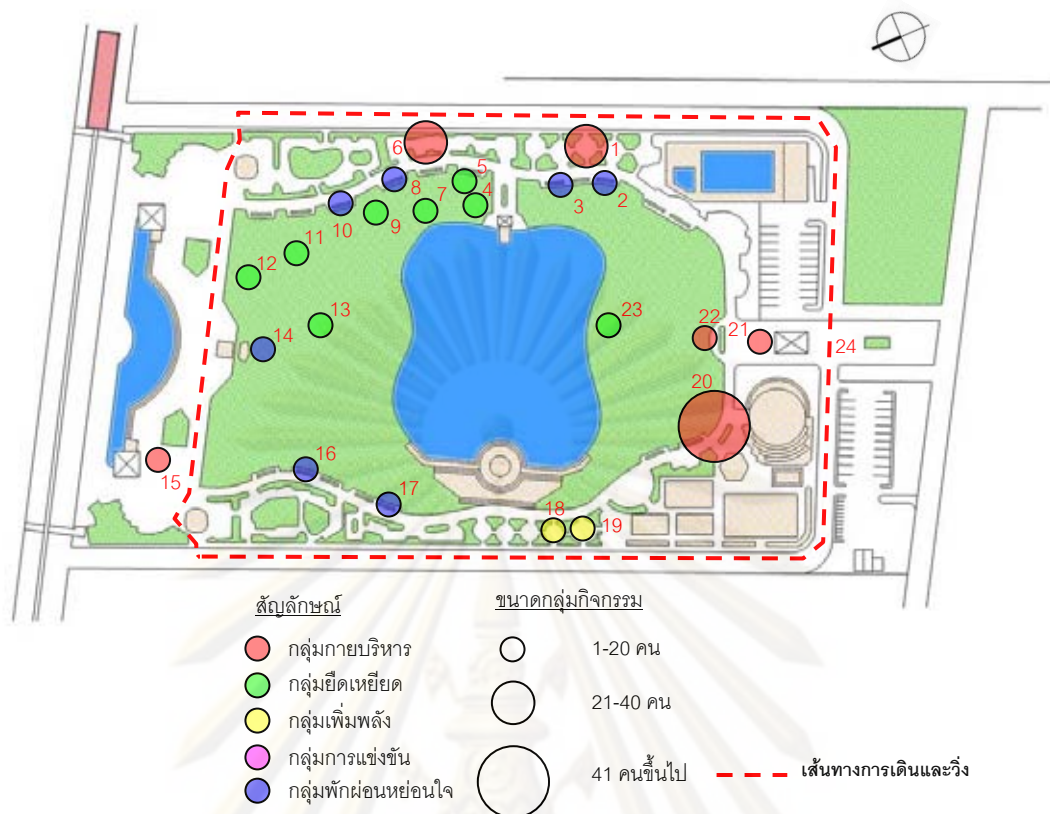 6
1
5
8
4
3
2
7
10
9
11
12
13
23
14
22
21
24
20
16
15
17
18
19
สัญลักษณ์
กลุ่มกายบริหาร
กลุ่มยืดเหยียด
กลุ่มเพิ่มพลัง
กลุ่มการแข่งขัน
กลุ่มพักผ่อนหย่อนใจ
ขนาดกลุ่มกิจกรรม
1-20 คน
21-40 คน
41 คนขึ้นไป
เส้นทางการเดินและวิ่ง